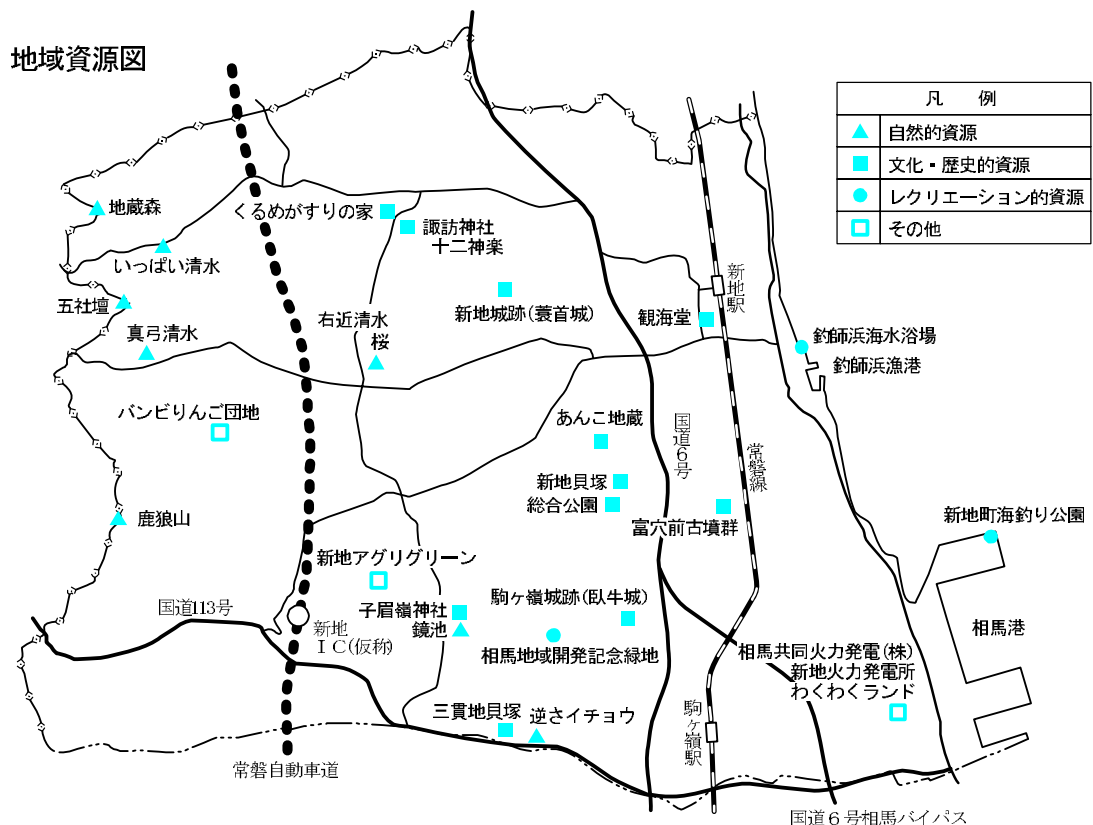 地域資源図
凡　例
自然的資源
文化・歴史的資源
レクリエーション的資源
その他
地蔵森
くるめがすりの家
諏訪神社
十二神楽
いっぱい清水
五社壇
真弓清水
右近清水
桜
新地城跡(蓑首城)
観海堂
新地駅
釣師浜海水浴場
釣師浜漁港
バンビりんご団地
あんこ地蔵
国道6号
常磐線
新地貝塚
総合公園
富穴前古墳群
鹿狼山
新地町海釣り公園
新地アグリグリーン
国道113号
新地
IC(仮称)
子眉嶺神社
鏡池
駒ヶ嶺城跡(臥牛城)
相馬地域開発記念緑地
相馬港
相馬共同火力発電(株)
新地火力発電所
わくわくランド
三貫地貝塚
逆さイチョウ
駒ヶ嶺駅
常磐自動車道
国道6号相馬バイパス